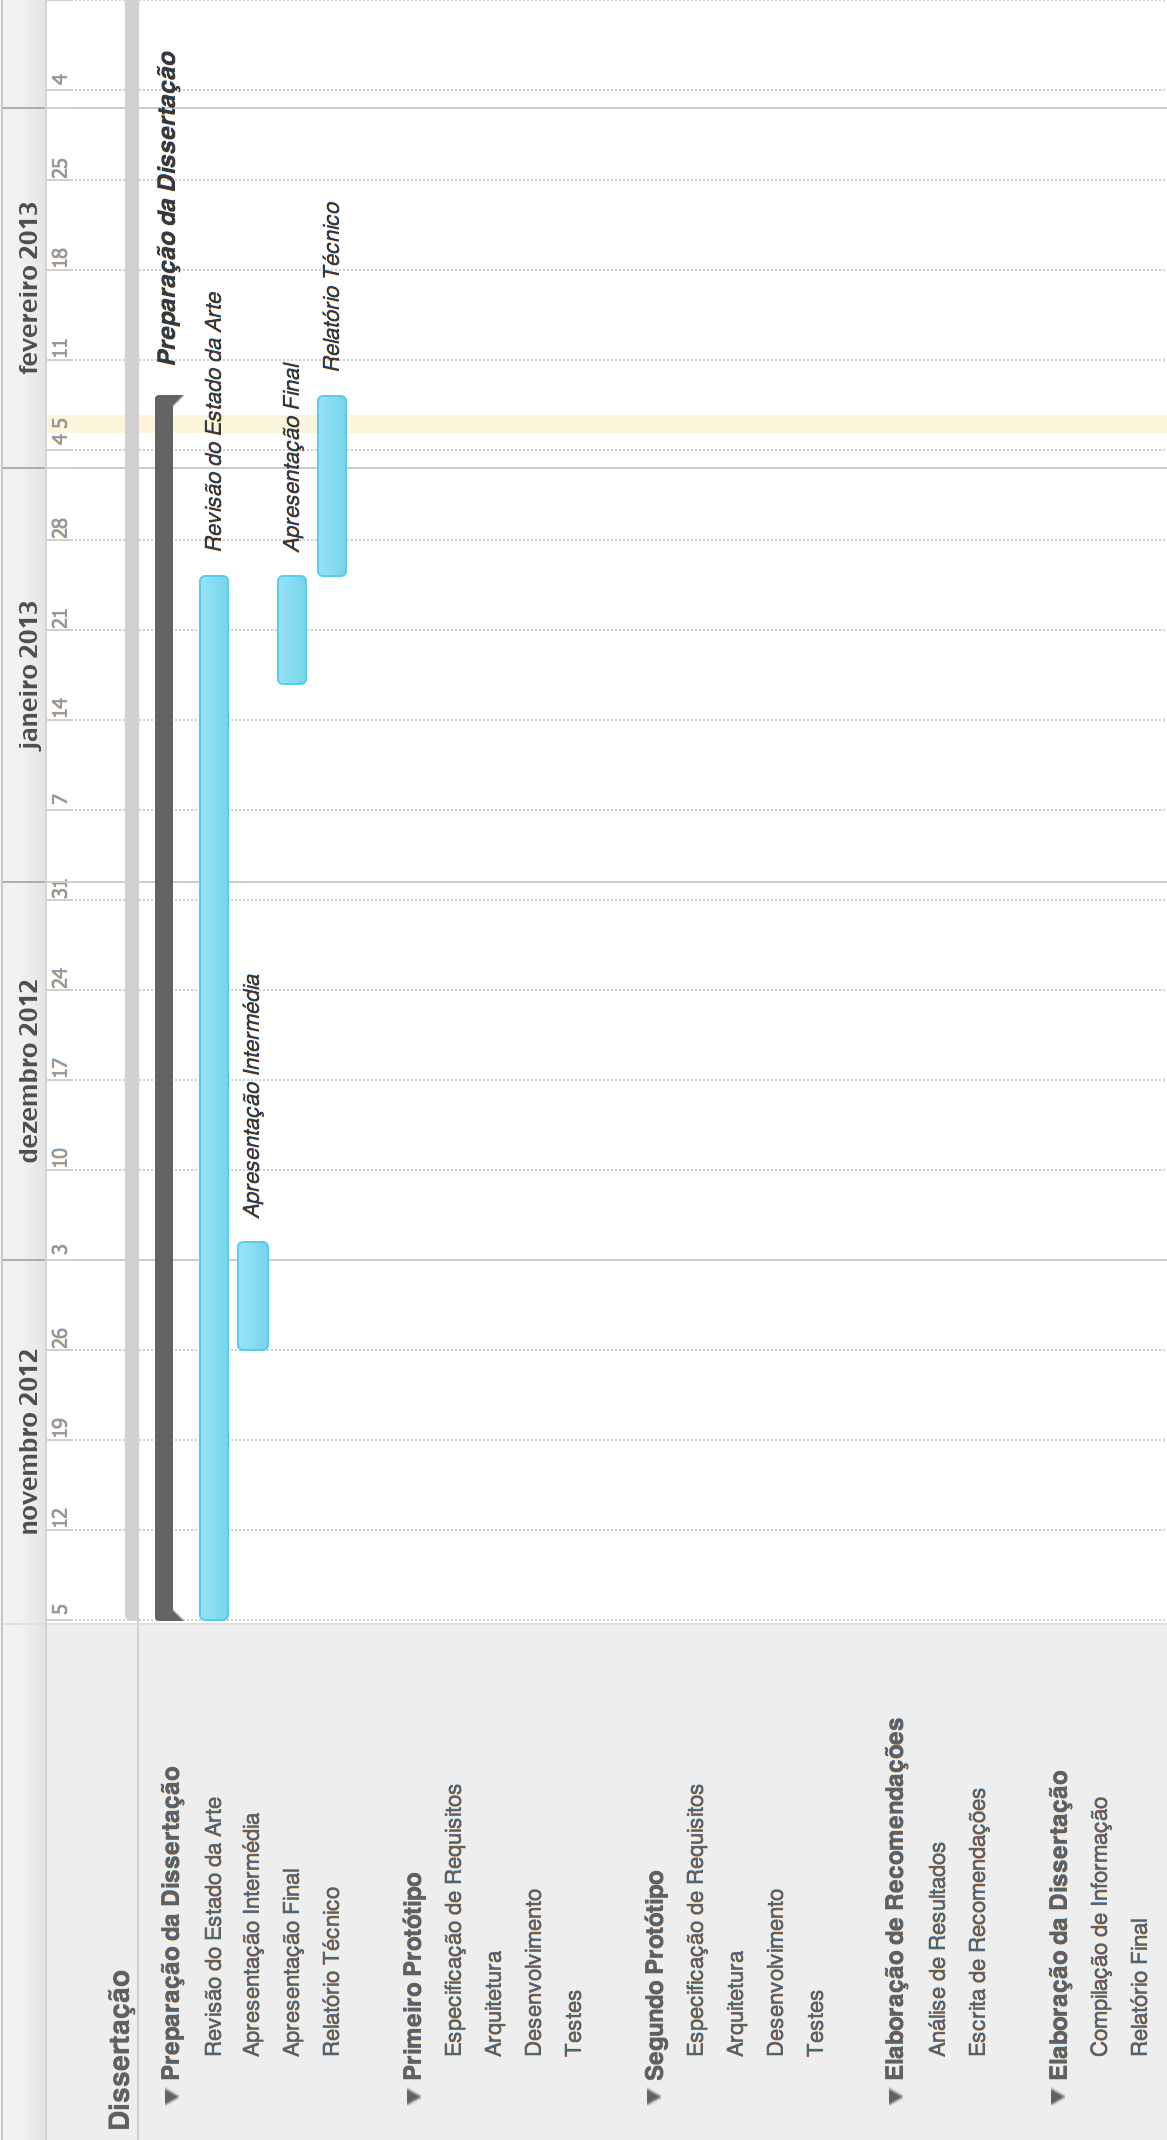 novembro 2012 dezembro 2012 janeiro 2013 fevereiro 2013
5 12 19 26 3 10 17 24 31 7 14 21 28 4 5 11 18 25 4
Dissertação
▼ Preparação da Dissertação Preparação da Dissertação
Revisão do Estado da Arte Revisão do Estado da Arte
Apresentação Intermédia Apresentação Intermédia
Apresentação Final Apresentação Final
Relatório Técnico Relatório Técnico
▼ Primeiro Protótipo
Especificação de Requisitos
Arquitetura
Desenvolvimento
Testes
▼ Segundo Protótipo
Especificação de Requisitos
Arquitetura
Desenvolvimento
Testes
▼ Elaboração de Recomendações
Análise de Resultados
Escrita de Recomendações
▼ Elaboração da Dissertação
Compilação de Informação
Relatório Final